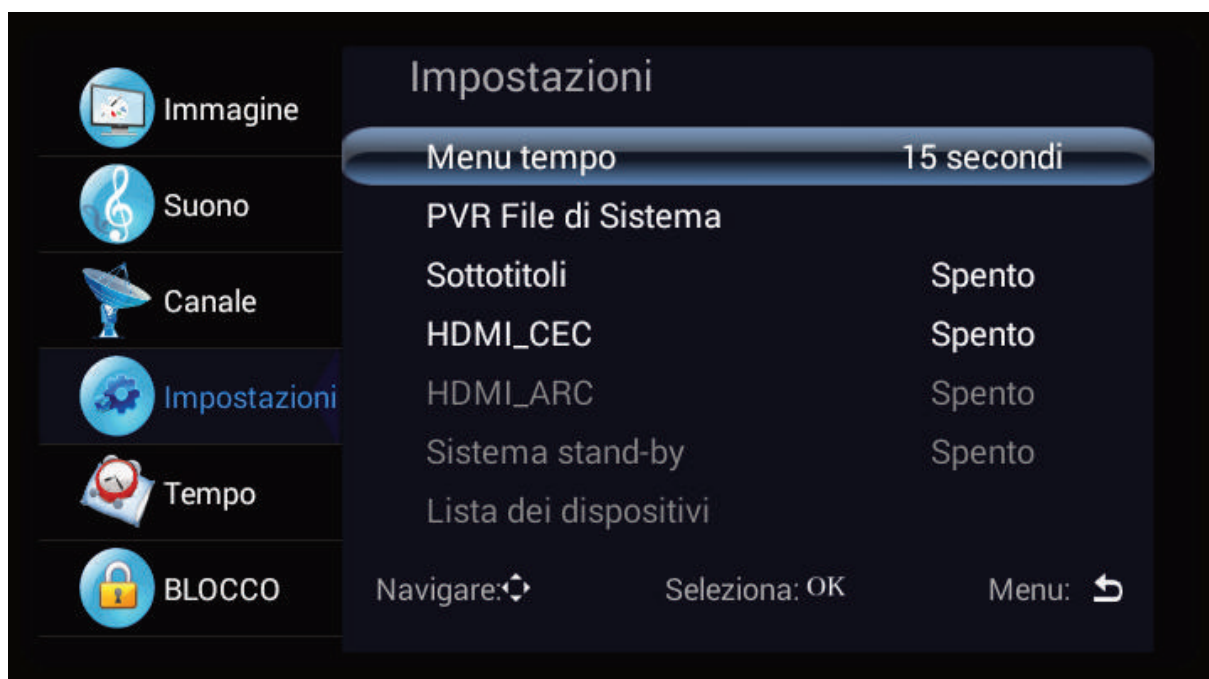 Immagine
Suono
Canale
Impostazioni
Tempo
BLOCCO
Impostazioni
Menu tempo 15 secondi
PVR File di Sistema
Sottotitoli Spento
HDMI_CEC Spento
HDMI_ARC Spento
Sistema stand-by Spento
Lista dei dispositivi
Navigare: Seleziona: OK Menu: